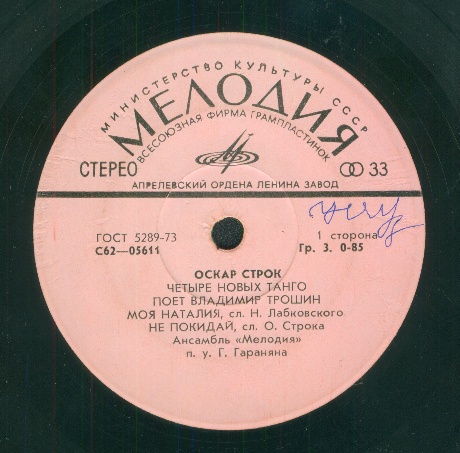 МИНИСТЕРСТВО КУЛЬТУРЫ СССР
МЕЛОДИЯ
ВСЕСОЮЗНАЯ ФИРМА ГРАМПЛАСТИНОК
СТЕРЕО 33
АПРЕЛЕВСКИЙ ОРДЕНА ЛЕНИНА ЗАВОД
ГОСТ 5289-73 1 сторона
С62—05611 Гр. 3. 0-85
ОСКАР СТРОК
ЧЕТЫРЕ НОВЫХ ТАНГО
ПОЕТ ВЛАДИМИР ТРОШИН
МОЯ НАТАЛИЯ, сл. Н. Лабковского
НЕ ПОКИДАЙ, сл. О. Строка
Ансамбль «Мелодия»
п. у. Г. Гараняна